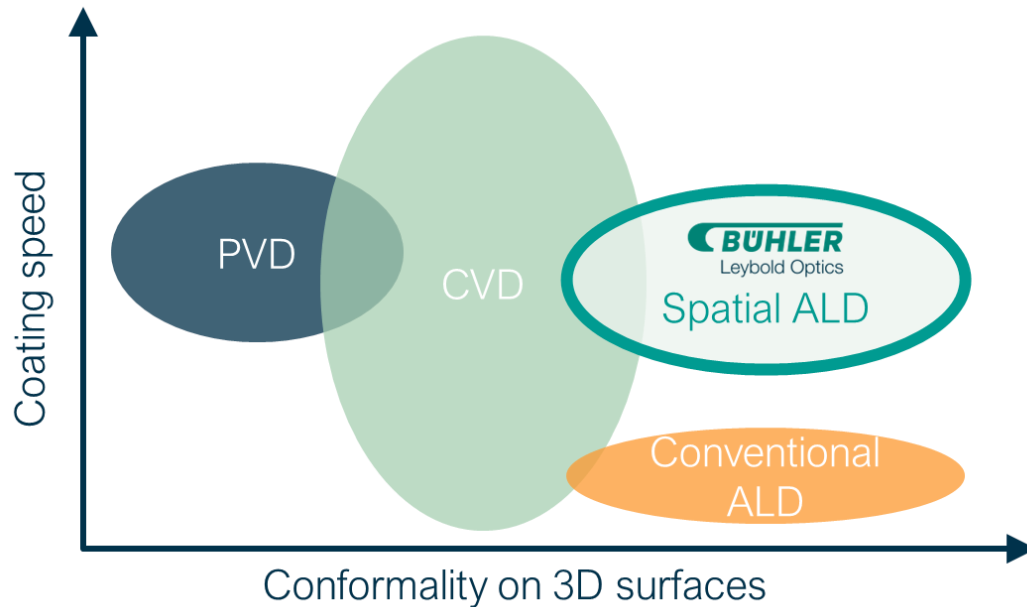 Coating speed
PVD
CVD
BÜHLER
Leybold Optics
Spatial ALD
Conventional
ALD
Conformality on 3D surfaces